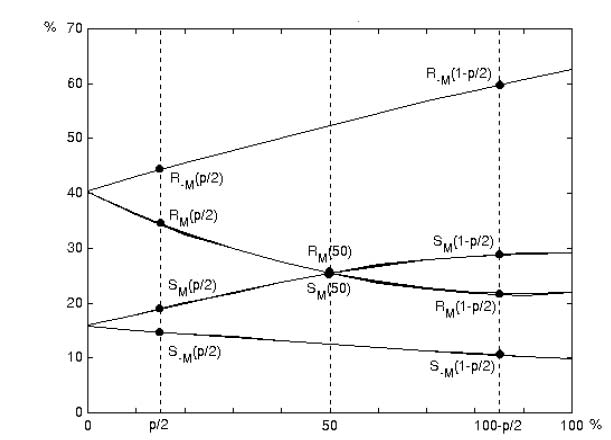 % 70
R-M(1-p/2)
60
50
R-M(p/2)
40
RM(p/2)
30
RM(50)
SM(1-p/2)
SM(p/2)
SM(50)
20
RM(1-p/2)
S-M(p/2)
10
S-M(1-p/2)
0
0 p/2 50 100-p/2 100 %